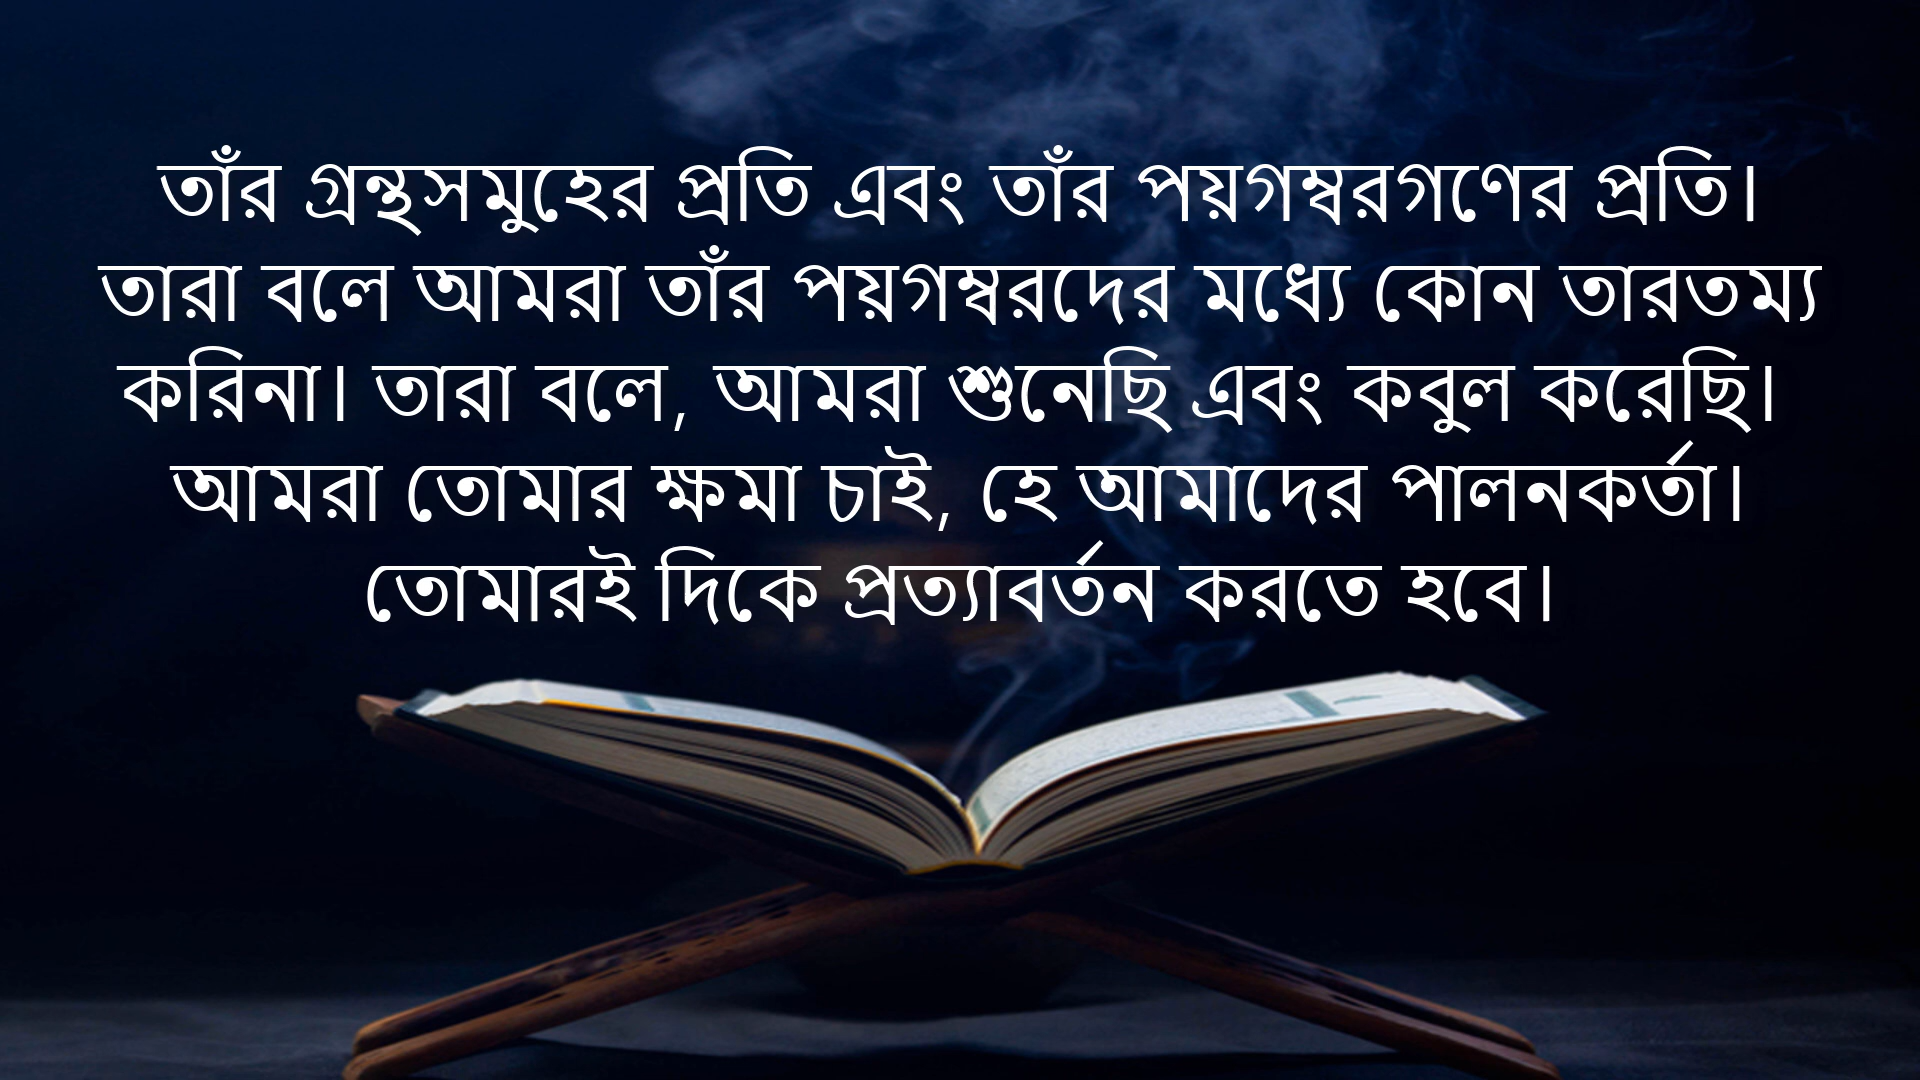 তাঁর গ্রন্থসমুহের প্রতি এবং তাঁর পয়গম্বরগণের প্রতি।
তারা বলে আমরা তাঁর পয়গম্বরদের মধ্যে কোন তারতম্য
করিনা। তারা বলে, আমরা শুনেছি এবং কবুল করেছি।
আমরা তোমার ক্ষমা চাই, হে আমাদের পালনকর্তা।
তোমারই দিকে প্রত্যাবর্তন করতে হবে।